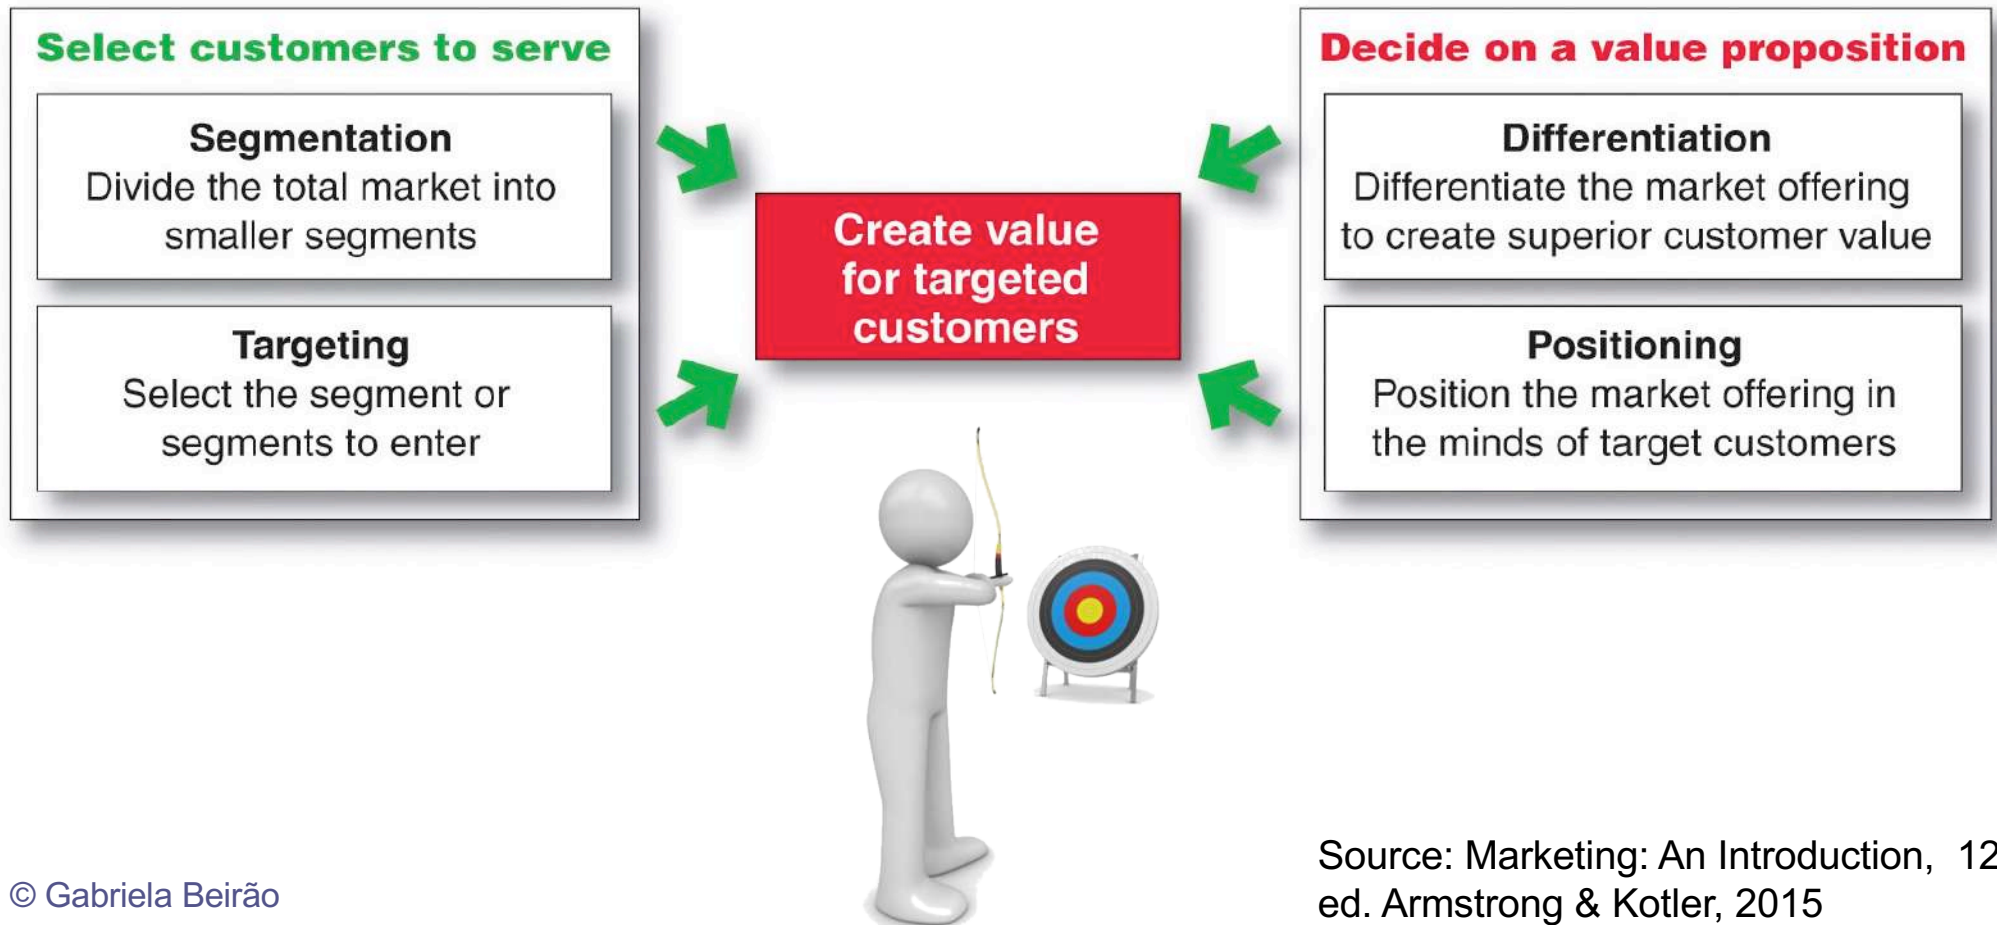 Select customers to serve
Segmentation
Divide the total market into
smaller segments
Targeting
Select the segment or
segments to enter
Create value
for targeted
customers
Decide on a value proposition
Differentiation
Differentiate the market offering
to create superior customer value
Positioning
Position the market offering in
the minds of target customers
© Gabriela Beirão
Source: Marketing: An Introduction, 12
ed. Armstrong & Kotler, 2015